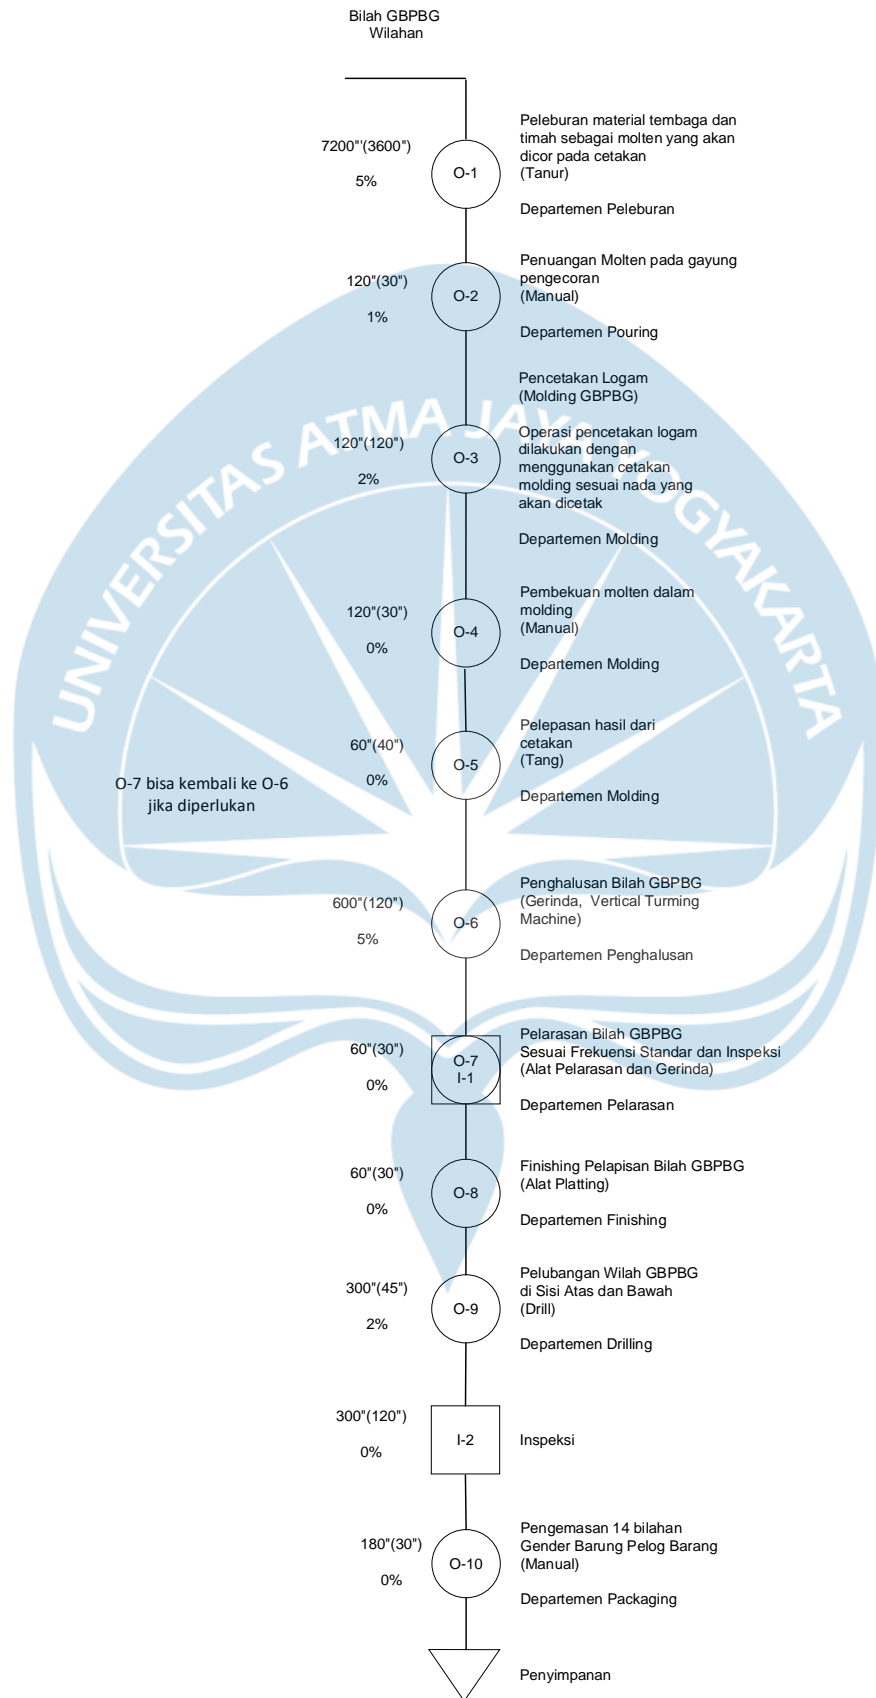 Bilah GBPBG
Wilahan
7200"'(3600")
5%
O-1
Peleburan material tembaga dan
timah sebagai molten yang akan
dicor pada cetakan
(Tanur)
Departemen Peleburan
120"(30")
1%
O-2
Penuangan Molten pada gayung
pengecoran
(Manual)
Departemen Pouring
Pencetakan Logam
(Molding GBPBG)
120"(120")
2%
O-3
Operasi pencetakan logam
dilakukan dengan
menggunakan cetakan
molding sesuai nada yang
akan dicetak
Departemen Molding
UNIVERSITAS ATMA JAYA YOGYAKARTA
120"(30")
0%
O-4
Pembekuan molten dalam
molding
(Manual)
Departemen Molding
60"(40")
0%
O-5
Pelepasan hasil dari
cetakan
(Tang)
Departemen Molding
O-7 bisa kembali ke O-6
jika diperlukan
600"(120")
5%
O-6
Penghalusan Bilah GBPBG
(Gerinda,  Vertical Turming
Machine)
Departemen Penghalusan
60"(30")
0%
O-7
I-1
Pelarasan Bilah GBPBG
Sesuai Frekuensi Standar dan Inspeksi
(Alat Pelarasan dan Gerinda)
Departemen Pelarasan
60"(30")
0%
O-8
Finishing Pelapisan Bilah GBPBG
(Alat Platting)
Departemen Finishing
300"(45")
2%
O-9
Pelubangan Wilah GBPBG
di Sisi Atas dan Bawah
(Drill)
Departemen Drilling
300"(120")
0%
I-2
Inspeksi
180"(30")
0%
O-10
Pengemasan 14 bilahan
Gender Barung Pelog Barang
(Manual)
Departemen Packaging
Penyimpanan